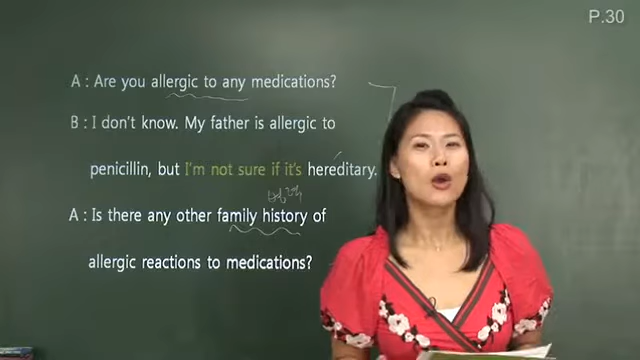 P.30
A : Are you allergic to any medications?
B : I don't know. My father is allergic to
penicillin, but I'm not sure if it's hereditary.
A : Is there any other family history of
allergic reactions to medications?